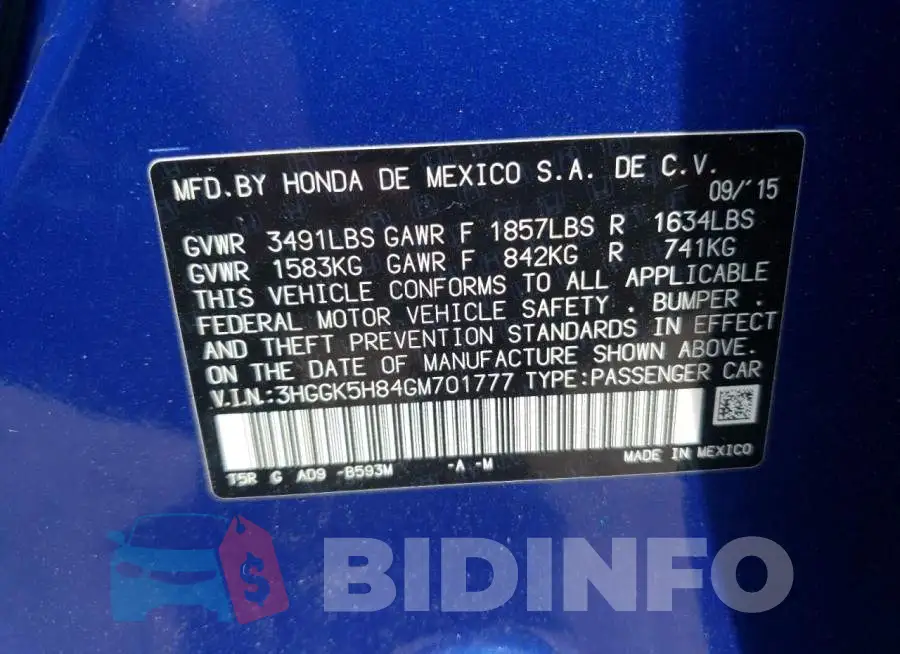 MFD.BY HONDA DE MEXICO S.A. DE C.V.
09/'15
GVWR 3491LBS GAWR F 1857LBS R 1634LBS
GVWR 1583KG GAWR F 842KG R 741KG
THIS VEHICLE CONFORMS TO ALL APPLICABLE
FEDERAL MOTOR VEHICLE SAFETY . BUMPER .
AND THEFT PREVENTION STANDARDS IN EFFECT
ON THE DATE OF MANUFACTURE SHOWN ABOVE.
V.I.N.:3HGGK5H84GM701777 TYPE:PASSENGER CAR
T5R G AD9 -B593M -A -M MADE IN MEXICO
$ BIDINFO